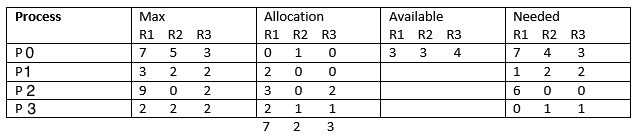 Process Max Allocation Available Needed
R1 R2 R3 R1 R2 R3 R1 R2 R3 R1 R2 R3
P 0 7 5 3 0 1 0 3 3 4 7 4 3
P 1 3 2 2 2 0 0 1 2 2
P 2 9 0 2 3 0 2 6 0 0
P 3 2 2 2 2 1 1 0 1 1
7 2 3